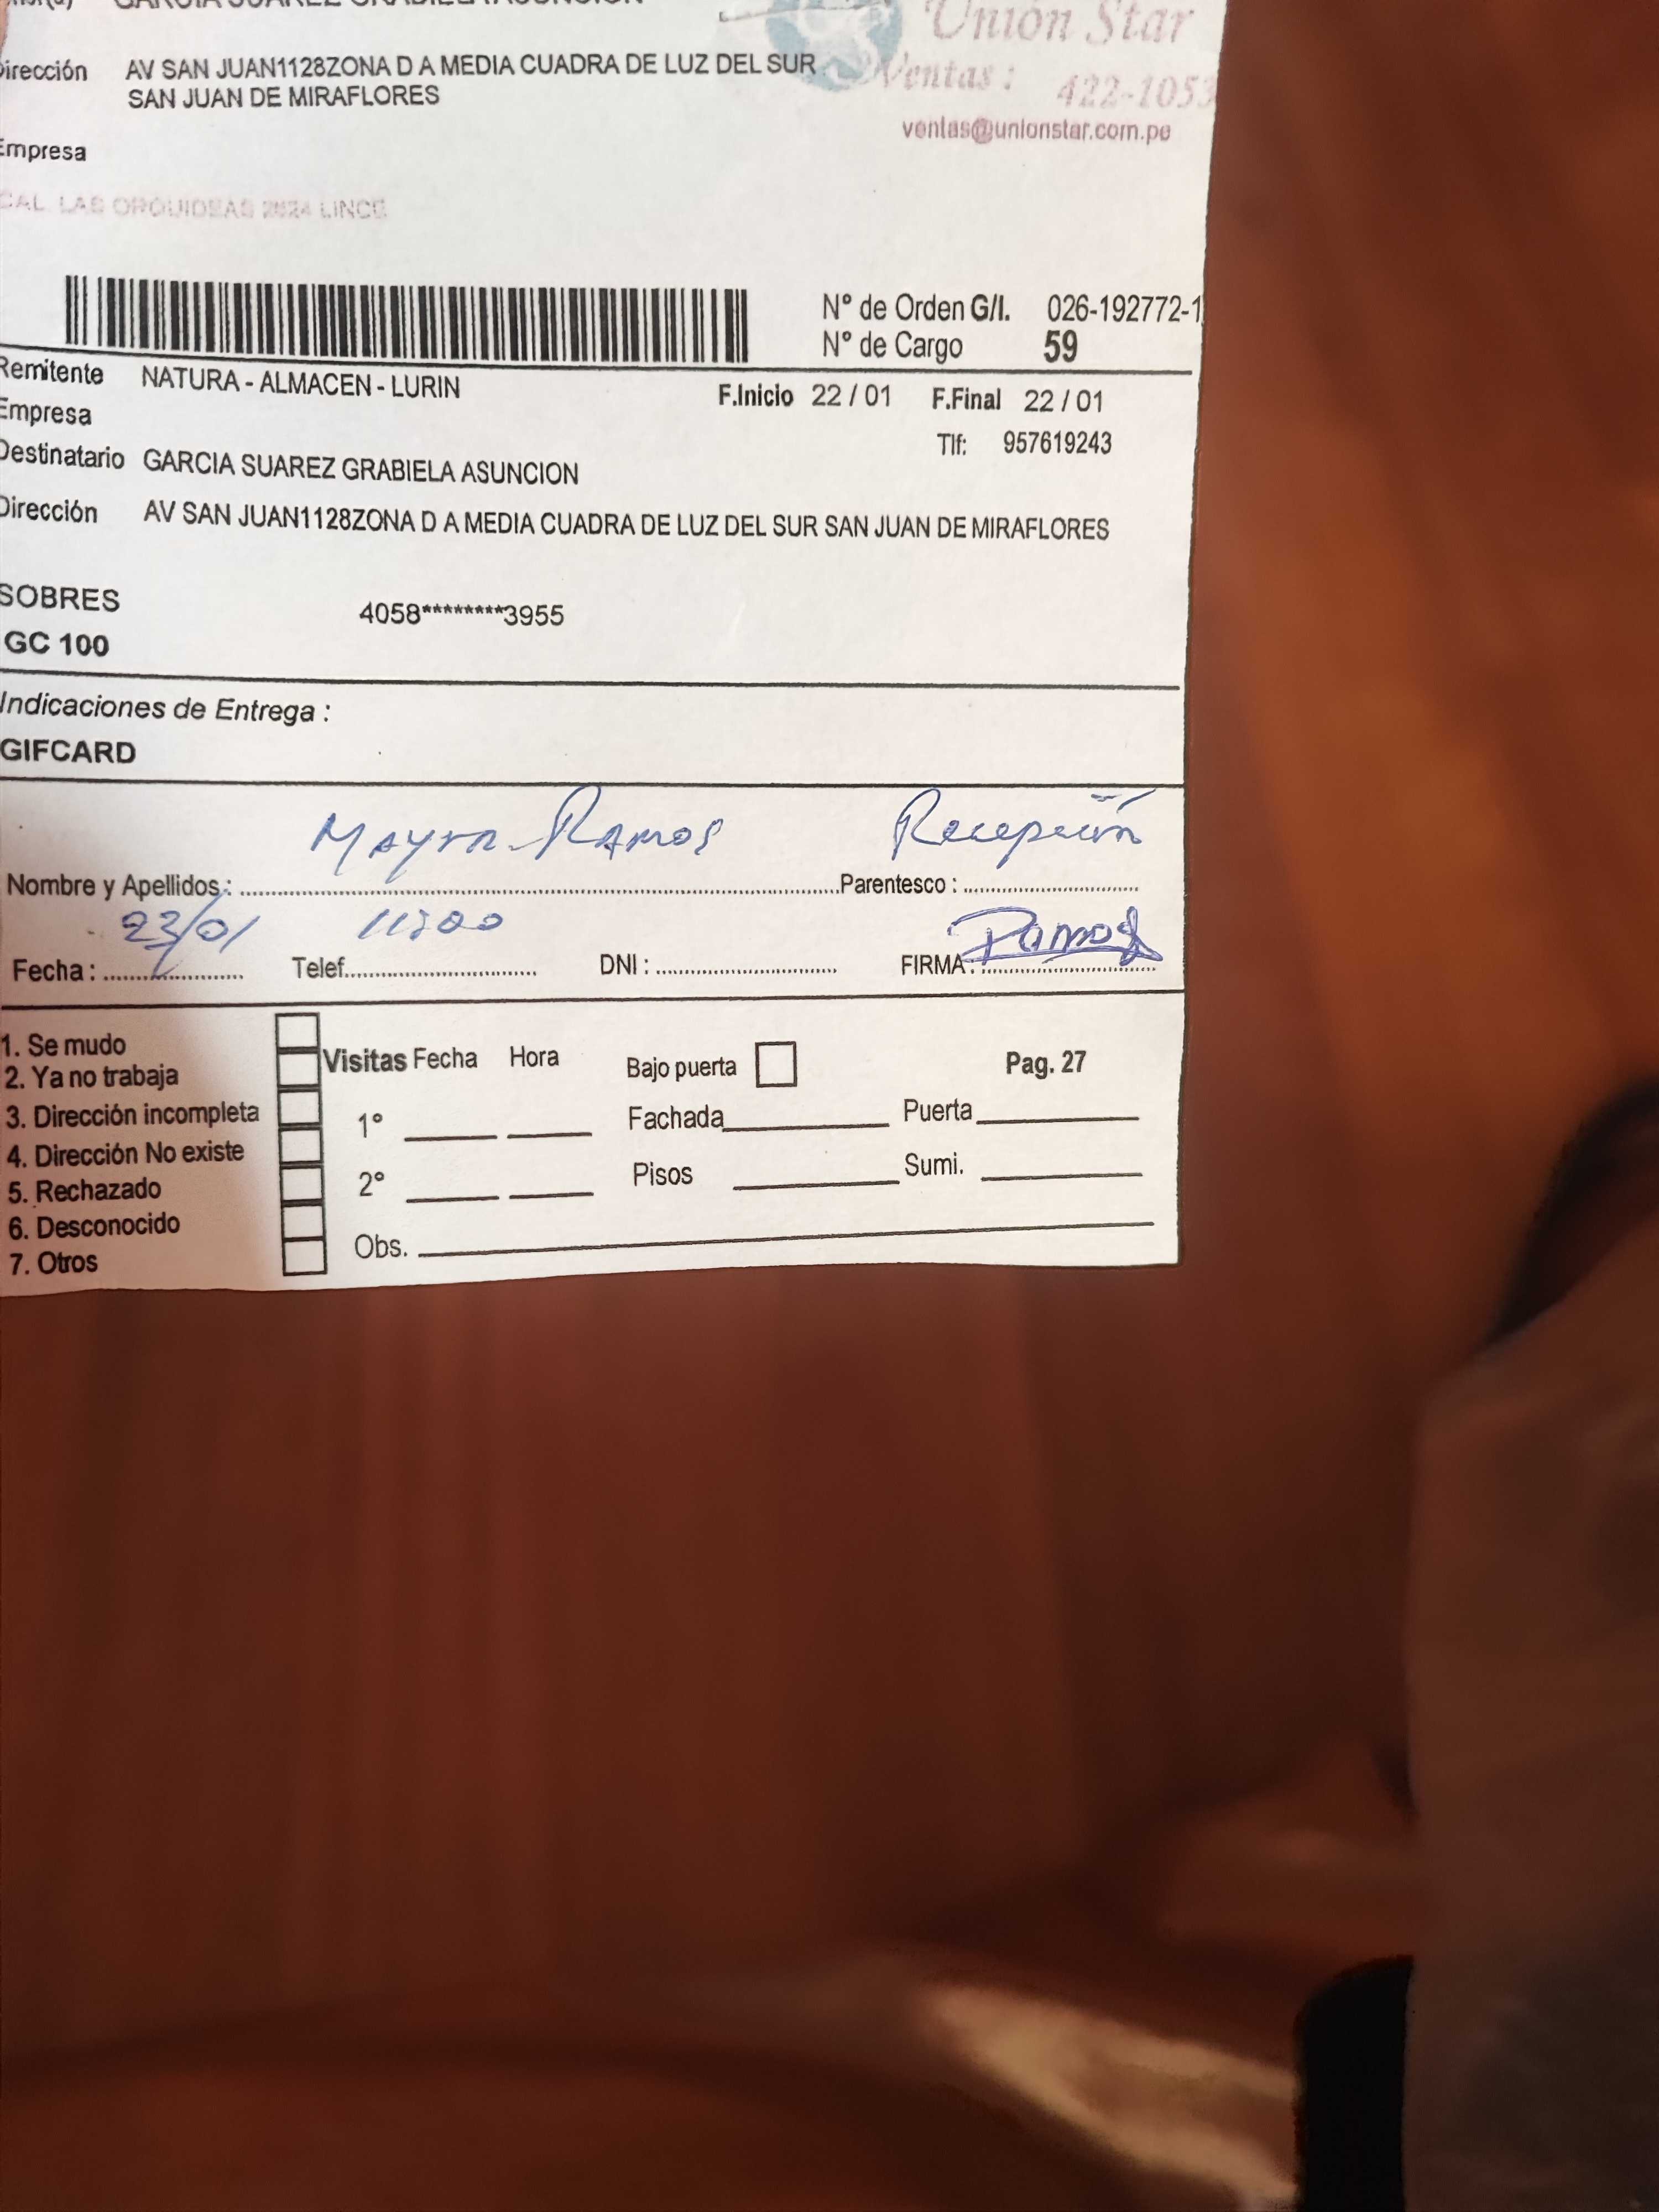 GARCIA SUAREZ GRABIELA ASUNCION
Unión Star
Dirección AV SAN JUAN1128ZONA D A MEDIA CUADRA DE LUZ DEL SUR
SAN JUAN DE MIRAFLORES
Ventas : 422-1053
ventas@unionstar.com.pe
Empresa
CAL. LAS ORQUIDEAS 2624 LINCE
N° de Orden G/I. 026-192772-1
N° de Cargo 59
Remitente NATURA - ALMACEN - LURIN F.Inicio 22 / 01 F.Final 22 / 01
Empresa
Tlf: 957619243
Destinatario GARCIA SUAREZ GRABIELA ASUNCION
Dirección AV SAN JUAN1128ZONA D A MEDIA CUADRA DE LUZ DEL SUR SAN JUAN DE MIRAFLORES
SOBRES 4058********3955
GC 100
Indicaciones de Entrega :
GIFCARD
Mayra Ramos Recepción
Nombre y Apellidos : Parentesco :
23/01 11:00 Ramos
Fecha : Telef. DNI : FIRMA :
1. Se mudo
2. Ya no trabaja
3. Dirección incompleta
4. Dirección No existe
5. Rechazado
6. Desconocido
7. Otros
Visitas Fecha Hora Bajo puerta Pag. 27
1° Fachada Puerta
2° Pisos Sumi.
Obs.